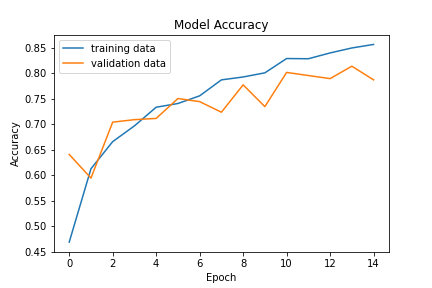 Model Accuracy
training data
validation data
0.85
0.80
0.75
0.70
0.65
0.60
0.55
0.50
0.45
Accuracy
0 2 4 6 8 10 12 14
Epoch